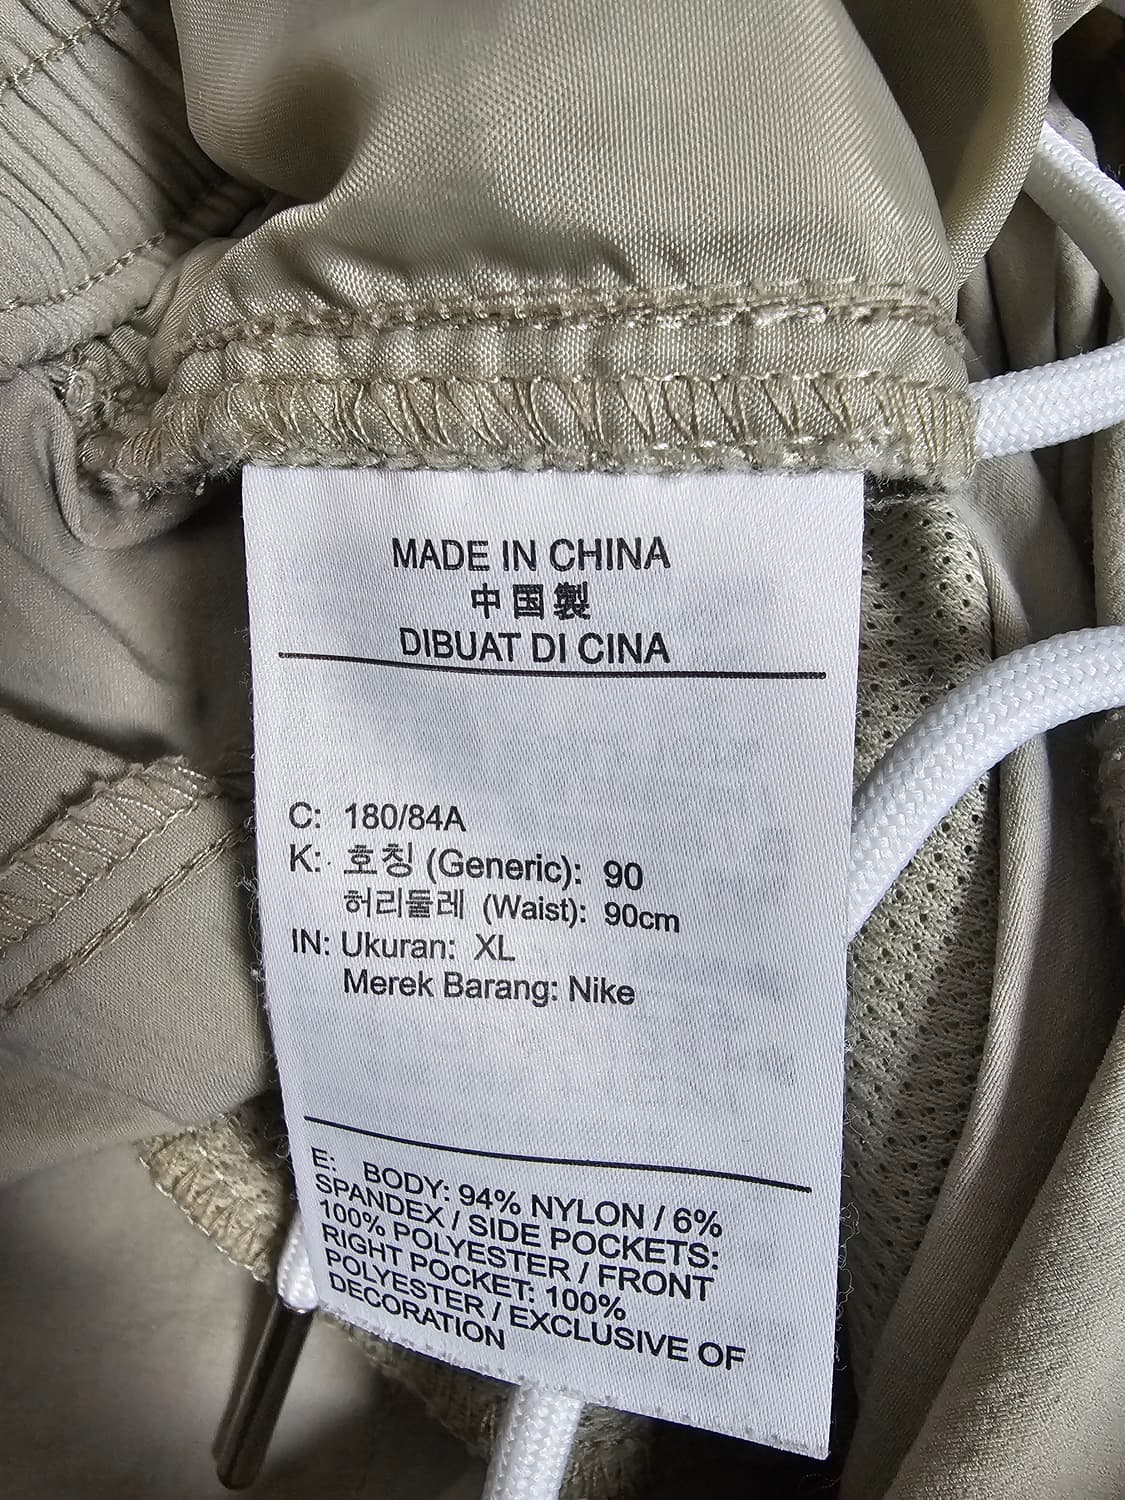 MADE IN CHINA
中国製
DIBUAT DI CINA
C: 180/84A
K: 호칭 (Generic): 90
허리둘레 (Waist): 90cm
IN: Ukuran: XL
Merek Barang: Nike
E: BODY: 94% NYLON / 6%
SPANDEX / SIDE POCKETS:
100% POLYESTER / FRONT
RIGHT POCKET: 100%
POLYESTER / EXCLUSIVE OF
DECORATION